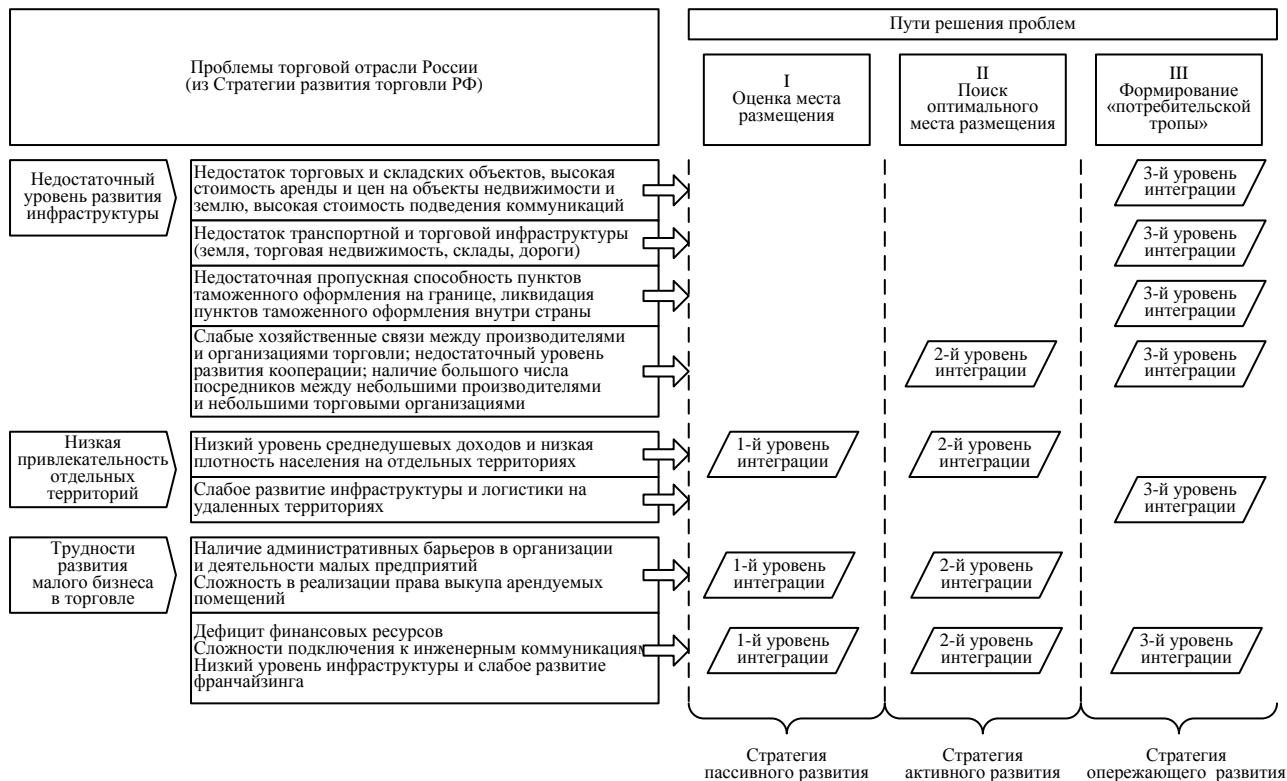 Проблемы торговой отрасли России
(из Стратегии развития торговли РФ)
Пути решения проблем
I
Оценка места
размещения
II
Поиск
оптимального
места размещения
III
Формирование
«потребительской
тропы»
Недостаточный
уровень развития
инфраструктуры
Недостаток торговых и складских объектов, высокая
стоимость аренды и цен на объекты недвижимости и
землю, высокая стоимость подведения коммуникаций
3-й уровень
интеграции
Недостаток транспортной и торговой инфраструктуры
(земля, торговая недвижимость, склады, дороги)
3-й уровень
интеграции
Недостаточная пропускная способность пунктов
таможенного оформления на границе, ликвидация
пунктов таможенного оформления внутри страны
3-й уровень
интеграции
Слабые хозяйственные связи между производителями
и организациями торговли; недостаточный уровень
развития кооперации; наличие большого числа
посредников между небольшими производителями
и небольшими торговыми организациями
2-й уровень
интеграции
3-й уровень
интеграции
Низкая
привлекательность
отдельных
территорий
Низкий уровень среднедушевых доходов и низкая
плотность населения на отдельных территориях
1-й уровень
интеграции
2-й уровень
интеграции
Слабое развитие инфраструктуры и логистики на
удаленных территориях
3-й уровень
интеграции
Трудности
развития
малого бизнеса
в торговле
Наличие административных барьеров в организации
и деятельности малых предприятий
Сложность в реализации права выкупа арендуемых
помещений
1-й уровень
интеграции
2-й уровень
интеграции
Дефицит финансовых ресурсов
Сложности подключения к инженерным коммуникациям
Низкий уровень инфраструктуры и слабое развитие
франчайзинга
1-й уровень
интеграции
2-й уровень
интеграции
3-й уровень
интеграции
Стратегия
пассивного развития
Стратегия
активного развития
Стратегия
опережающего развития